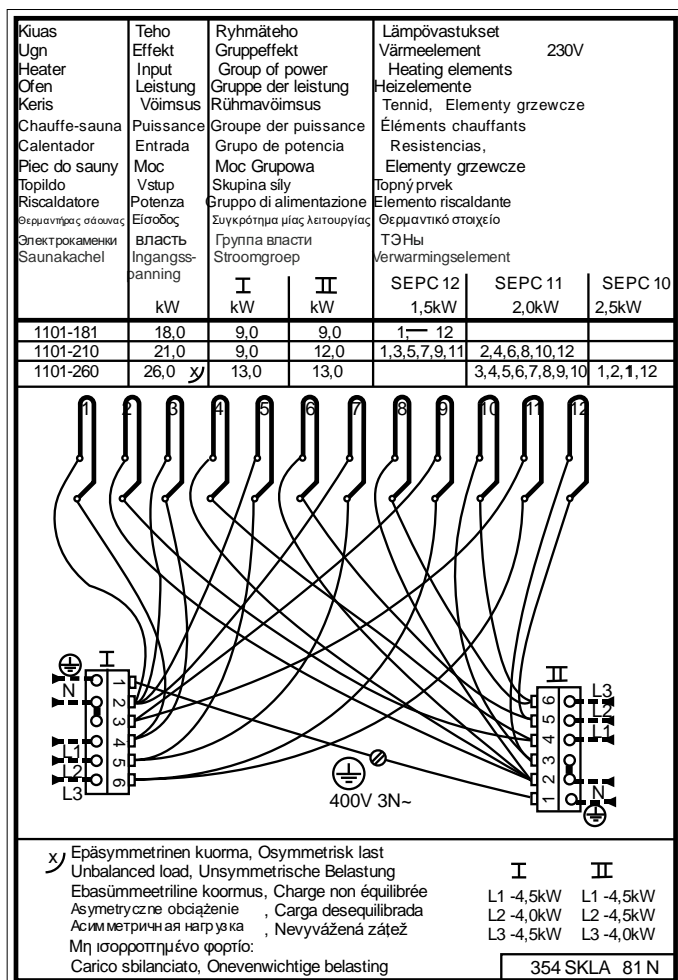 Kiuas Teho Ryhmäteho Lämpövastukset
Ugn Effekt Gruppeffekt Värmeelement 230V
Heater Input Group of power Heating elements
Ofen Leistung Gruppe der leistung Heizelemente
Keris Vöimsus Rühmavöimsus Tennid, Elementy grzewcze
Chauffe-sauna Puissance Groupe der puissance Éléments chauffants
Calentador Entrada Grupo de potencia Resistencias,
Piec do sauny Moc Moc Grupowa Elementy grzewcze
Topildo Vstup Skupina síly Topný prvek
Riscaldatore Potenza Gruppo di alimentazione Elemento riscaldante
Θερμαντήρας σάουνας Είσοδος Συγκρότημα μίας λειτουργίας Θερμαντικό στοιχείο
Электрокаменки власть Группа власти ТЭНы
Saunakachel Ingangss- Stroomgroep Verwarmingselement
panning
I II SEPC 12 SEPC 11 SEPC 10
kW kW kW 1,5kW 2,0kW 2,5kW
1101-181 18,0 9,0 9,0 1,— 12
1101-210 21,0 9,0 12,0 1,3,5,7,9,11 2,4,6,8,10,12
1101-260 26,0 x) 13,0 13,0 3,4,5,6,7,8,9,10 1,2,11,12
1 2 3 4 5 6 7 8 9 10 11 12
I
N
L1
L2
L3
1 2 3 4 5 6
400V 3N~
II
6 5 4 3 2 1
L3
L2
L1
N
x) Epäsymmetrinen kuorma, Osymmetrisk last
Unbalanced load, Unsymmetrische Belastung
Ebasümmeetriline koormus, Charge non équilibrée
Asymetryczne obciążenie , Carga desequilibrada
Асимметричная нагрузка , Nevyvážená zátež
Μη ισορροπημένο φορτίο:
Carico sbilanciato, Onevenwichtige belasting
I II
L1 -4,5kW L1 -4,5kW
L2 -4,0kW L2 -4,5kW
L3 -4,5kW L3 -4,0kW
354 SKLA 81 N